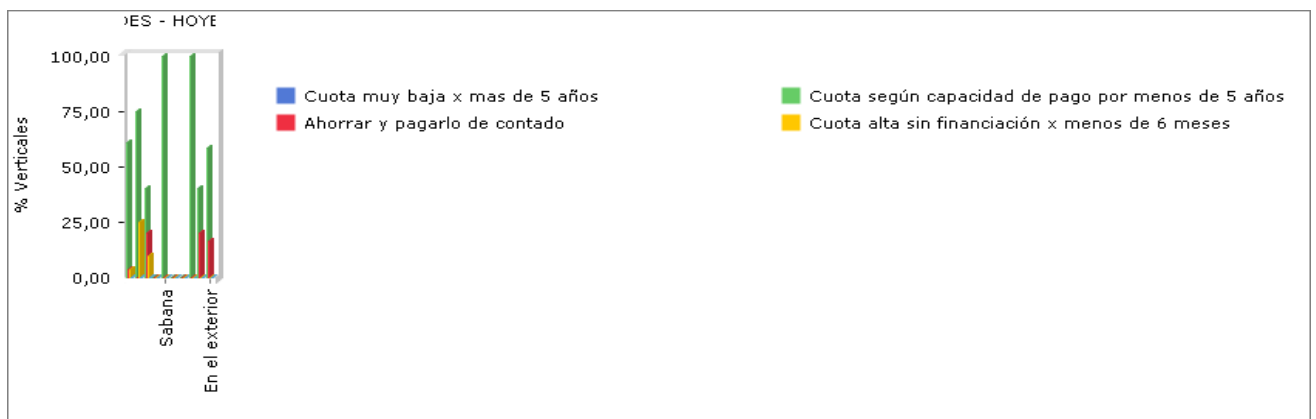 ES - HOYE
100,00
75,00
50,00
25,00
0,00
% Verticales
Sabana
En el exterior
Cuota muy baja x mas de 5 años
Ahorrar y pagarlo de contado
Cuota según capacidad de pago por menos de 5 años
Cuota alta sin financiación x menos de 6 meses